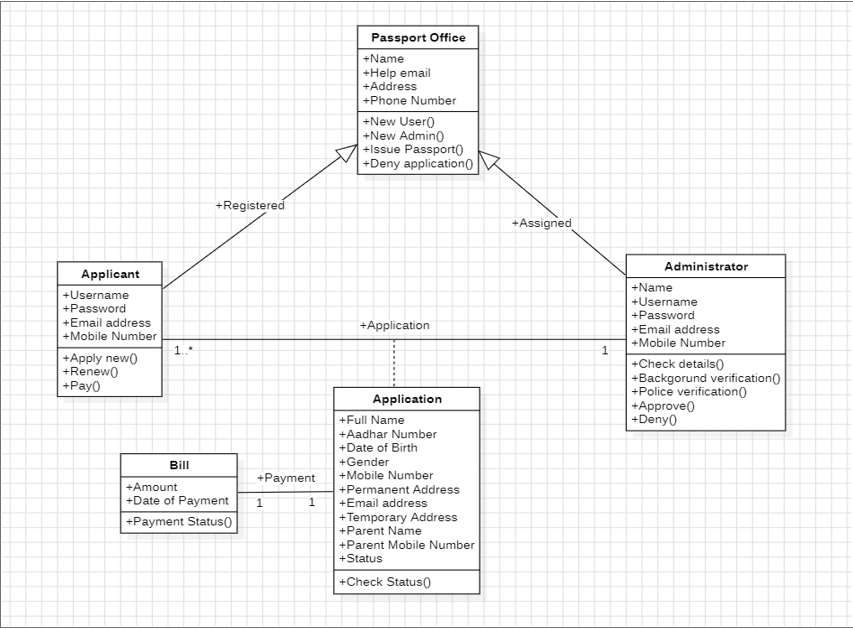 Passport Office
+Name
+Help email
+Address
+Phone Number
+New User()
+New Admin()
+Issue Passport()
+Deny application()
+Registered
+Assigned
Applicant
+Username
+Password
+Email address
+Mobile Number
+Apply new()
+Renew()
+Pay()
Administrator
+Name
+Username
+Password
+Email address
+Mobile Number
+Check details()
+Backgorund verification()
+Police verification()
+Approve()
+Deny()
+Application
1..*
1
Application
+Full Name
+Aadhar Number
+Date of Birth
+Gender
+Mobile Number
+Permanent Address
+Email address
+Temporary Address
+Parent Name
+Parent Mobile Number
+Status
+Check Status()
Bill
+Amount
+Date of Payment
+Payment Status()
+Payment
1
1